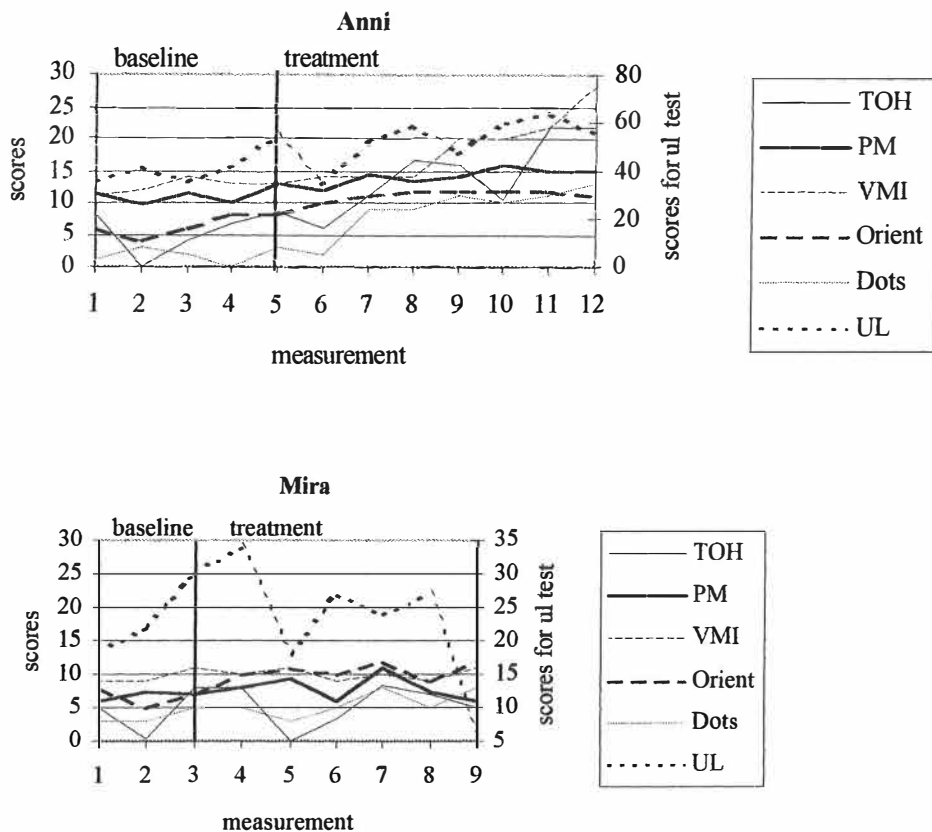 Anni
baseline treatment
30
25
20
15
10
5
0
scores
80
60
40
20
0
scores for ul test
1 2 3 4 5 6 7 8 9 10 11 12
measurement
TOH
PM
VMI
Orient
Dots
UL
Mira
baseline treatment
30
25
20
15
10
5
0
scores
35
30
25
20
15
10
5
scores for ul test
1 2 3 4 5 6 7 8 9
measurement
TOH
PM
VMI
Orient
Dots
UL